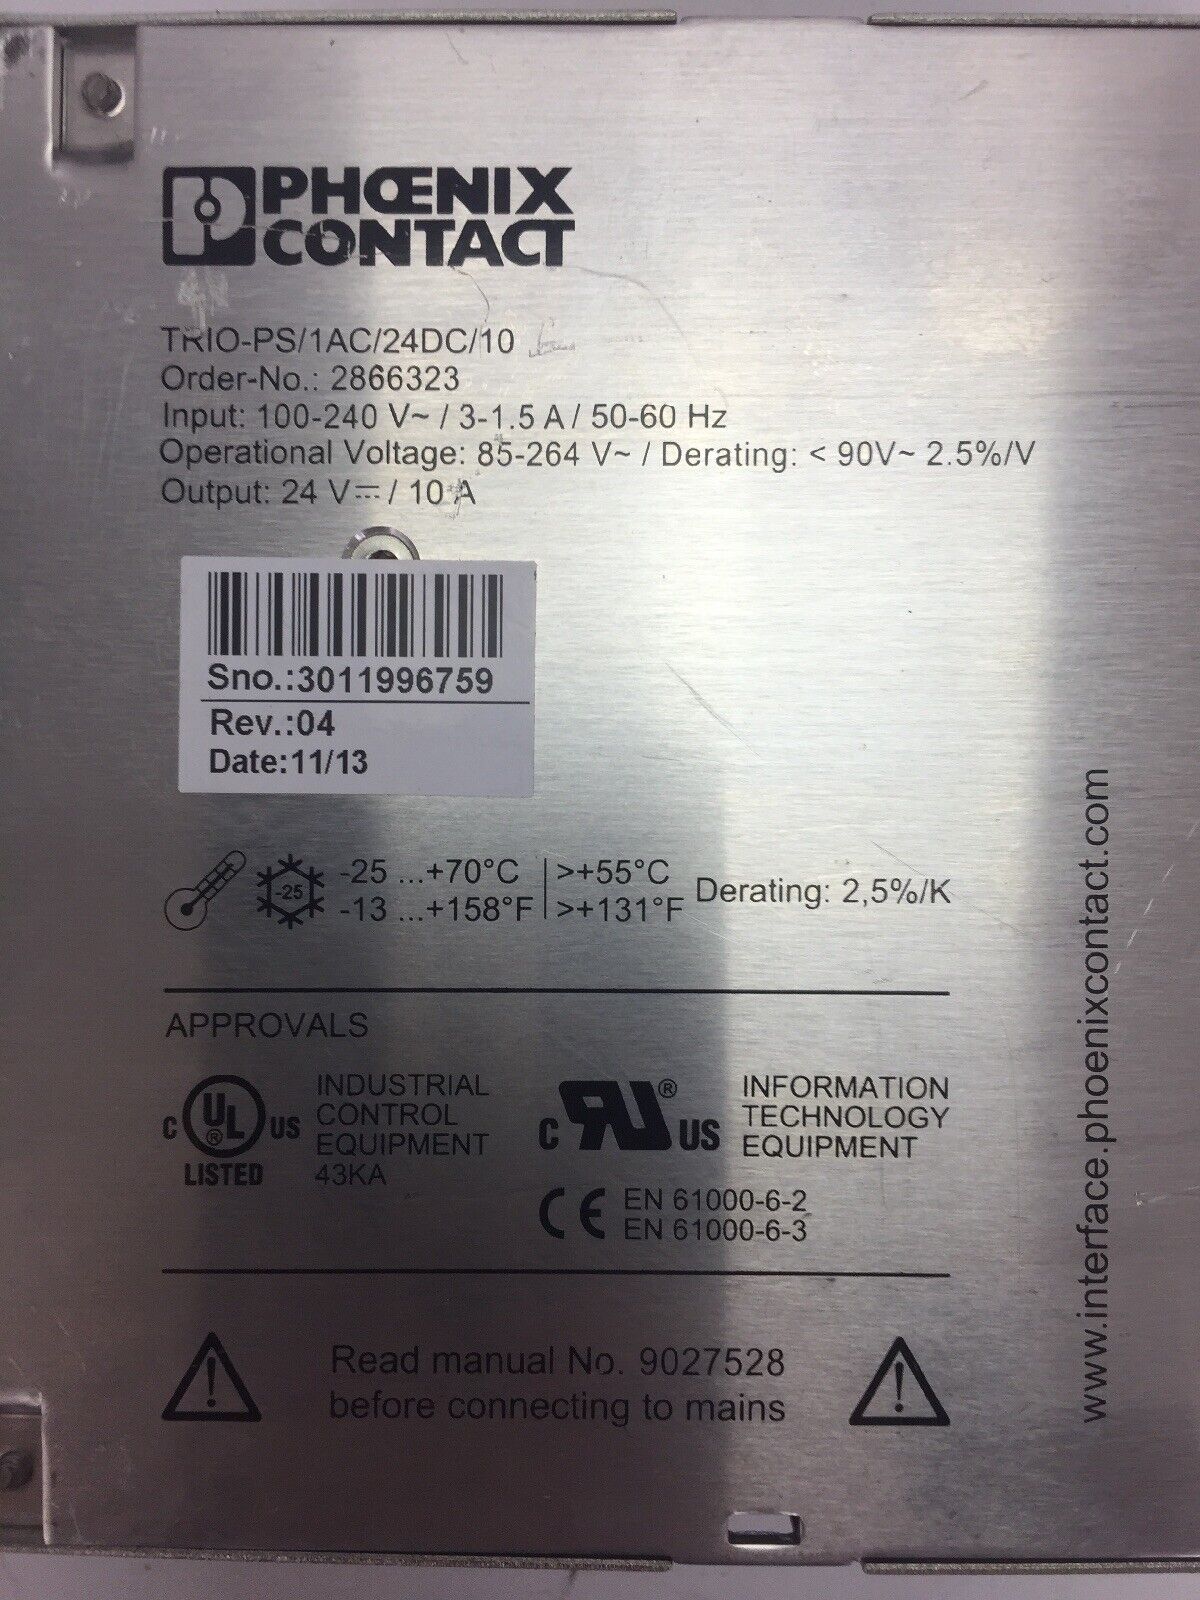 PHŒNIX
CONTACT
TRIO-PS/1AC/24DC/10
Order-No.: 2866323
Input: 100-240 V~ / 3-1.5 A / 50-60 Hz
Operational Voltage: 85-264 V~ / Derating: < 90V~ 2.5%/V
Output: 24 V⎓ / 10 A
Sno.:3011996759
Rev.:04
Date:11/13
-25
-25 ...+70°C >+55°C
-13 ...+158°F >+131°F
Derating: 2,5%/K
APPROVALS
C UL ® US
LISTED
INDUSTRIAL
CONTROL
EQUIPMENT
43KA
C RU ® US
INFORMATION
TECHNOLOGY
EQUIPMENT
CE
EN 61000-6-2
EN 61000-6-3
Read manual No. 9027528
before connecting to mains
www.interface.phoenixcontact.com